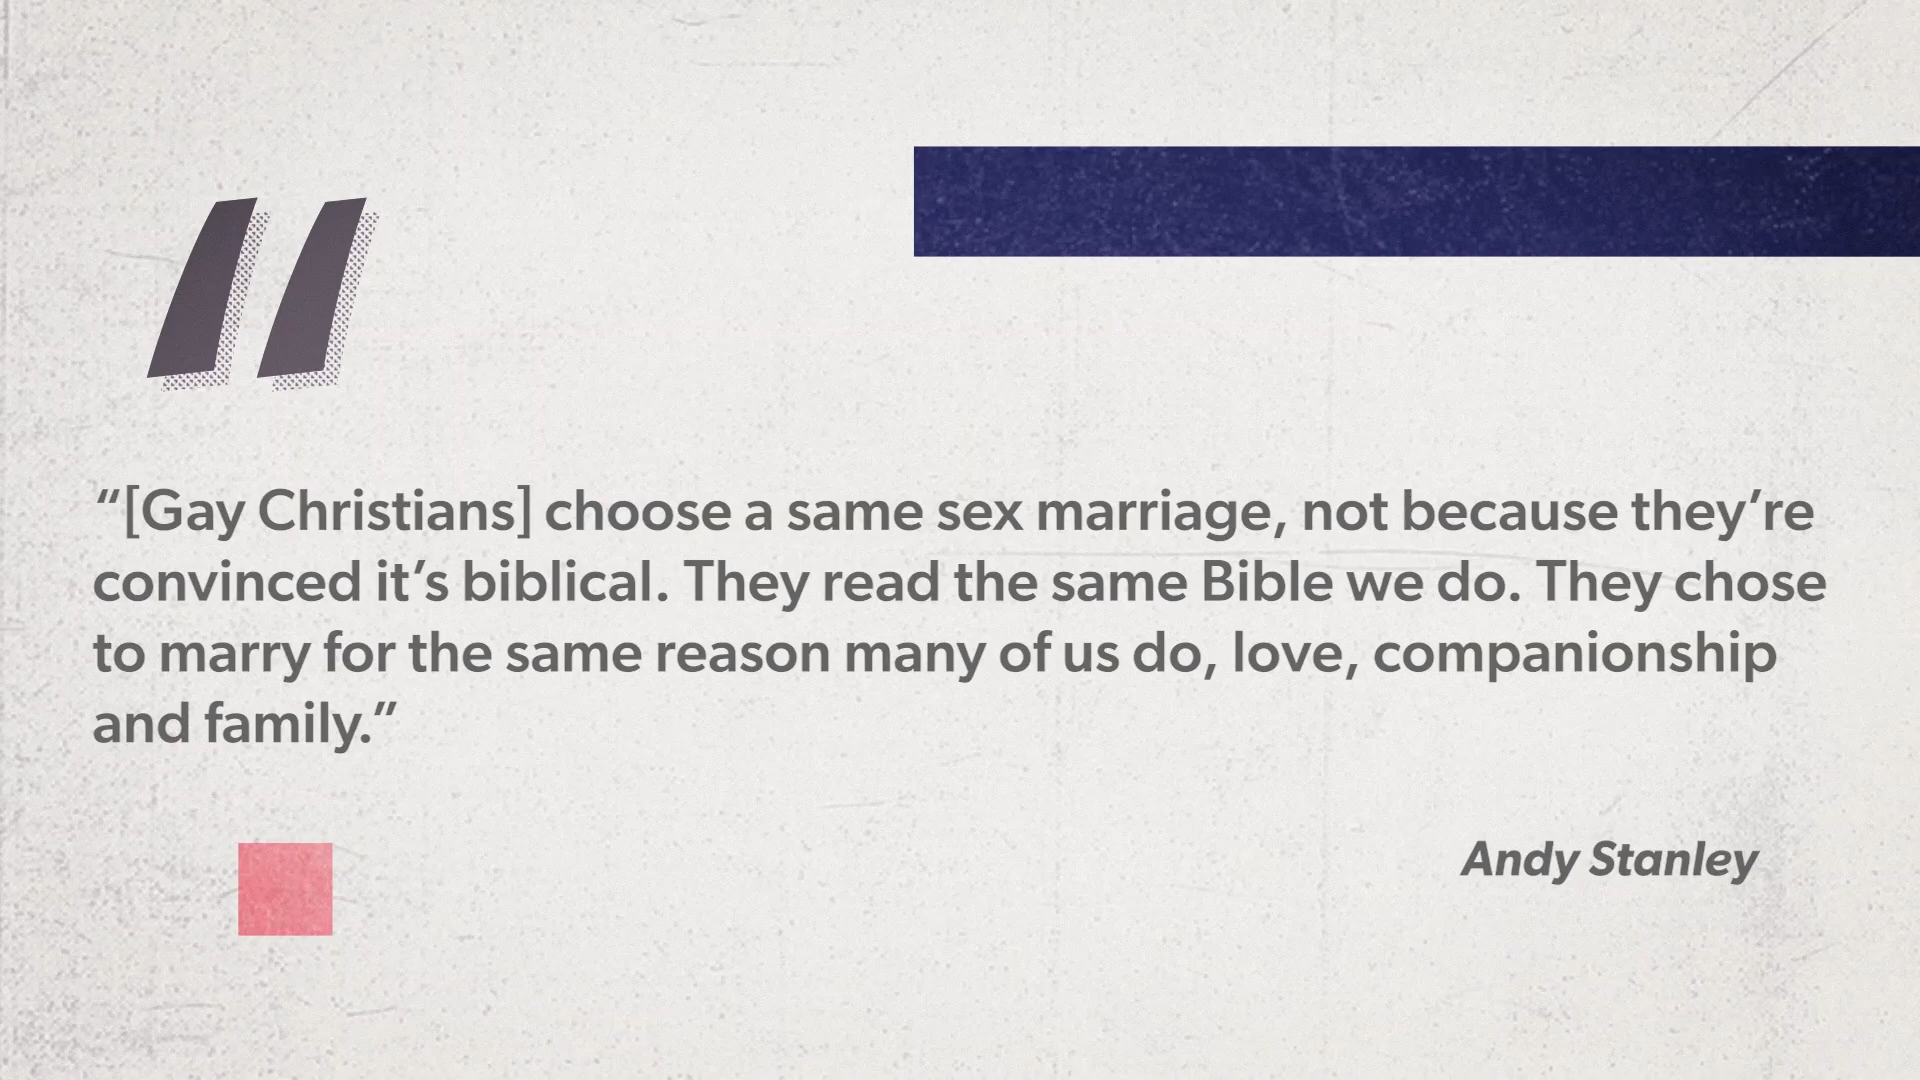 “[Gay Christians] choose a same sex marriage, not because they’re
convinced it’s biblical. They read the same Bible we do. They chose
to marry for the same reason many of us do, love, companionship
and family.”
Andy Stanley